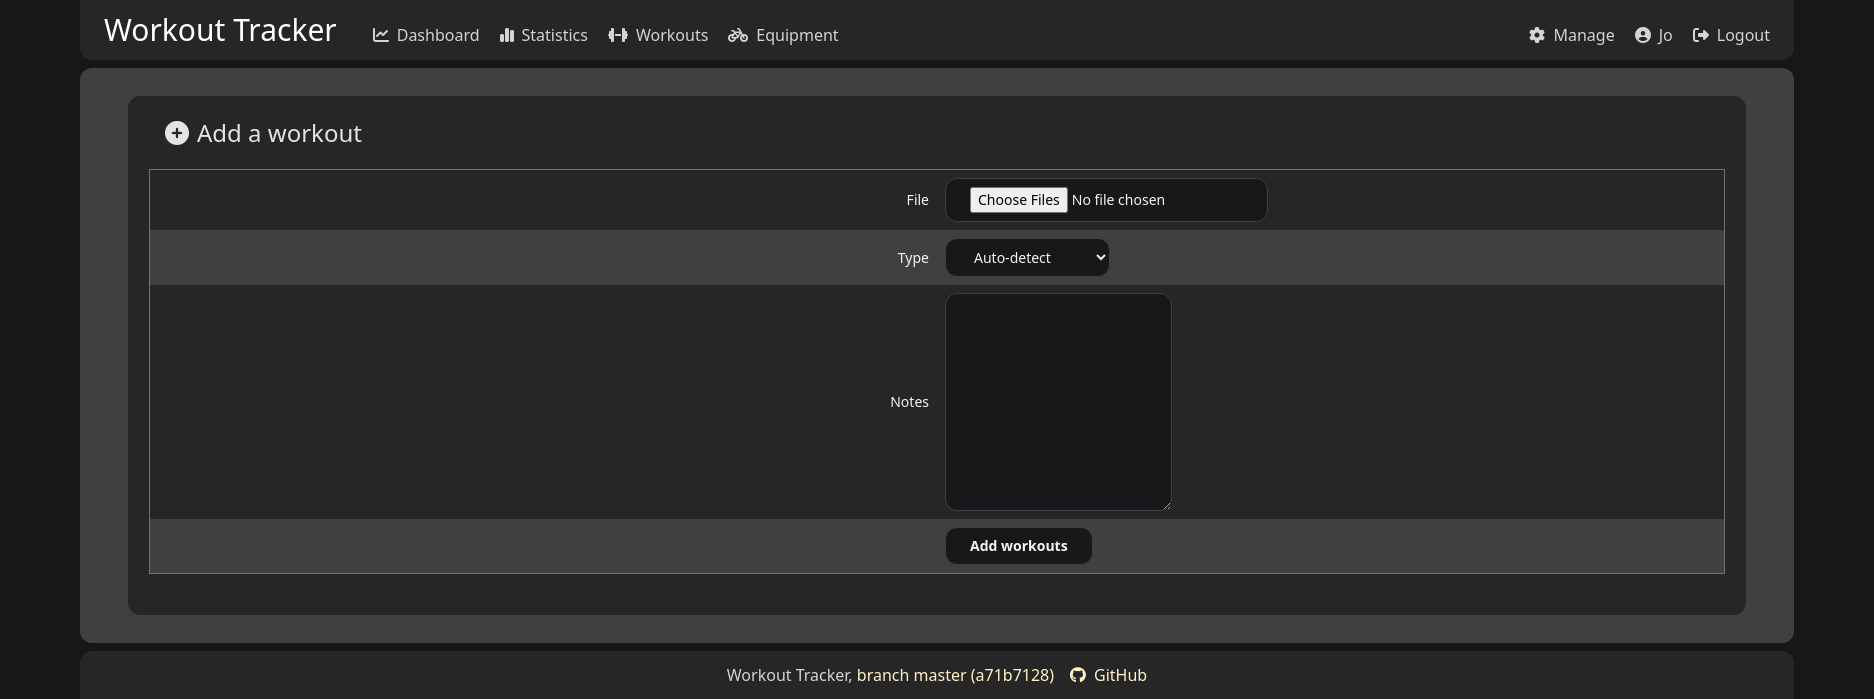 Workout Tracker Dashboard Statistics Workouts Equipment Manage Jo Logout
Add a workout
File Choose Files No file chosen
Type Auto-detect
Notes
Add workouts
Workout Tracker, branch master (a71b7128) GitHub